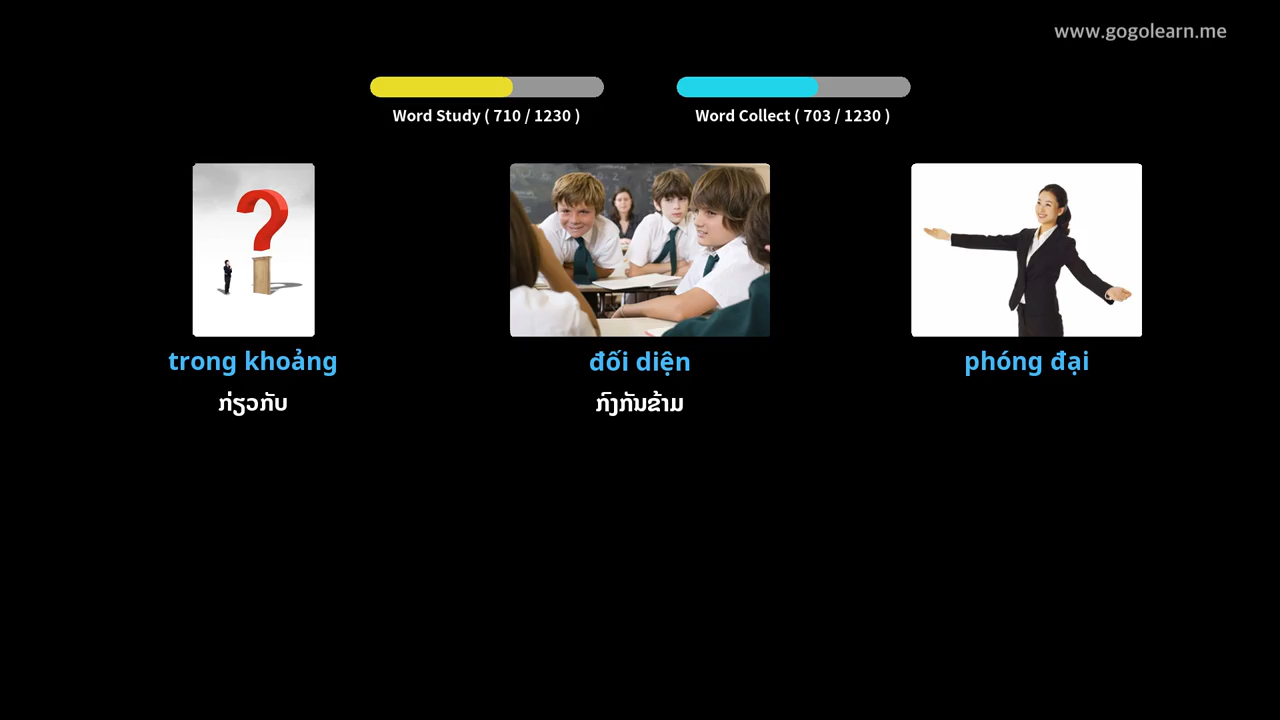 www.gogolearn.me
Word Study ( 710 / 1230 )
Word Collect ( 703 / 1230 )
trong khoảng
đối diện
phóng đại
ກ່ຽວກັບ
ກົງກັນຂ້າມ